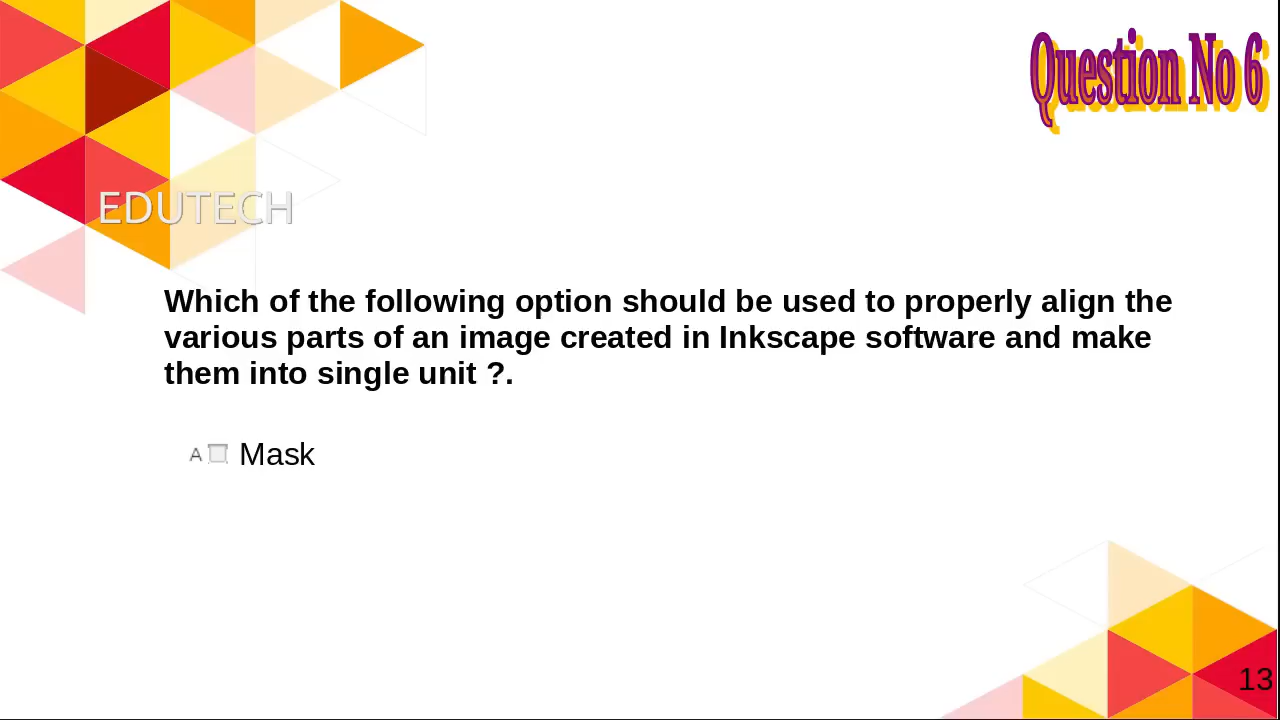 Question No 6
EDUTECH
Which of the following option should be used to properly align the
various parts of an image created in Inkscape software and make
them into single unit ?.
A Mask
13